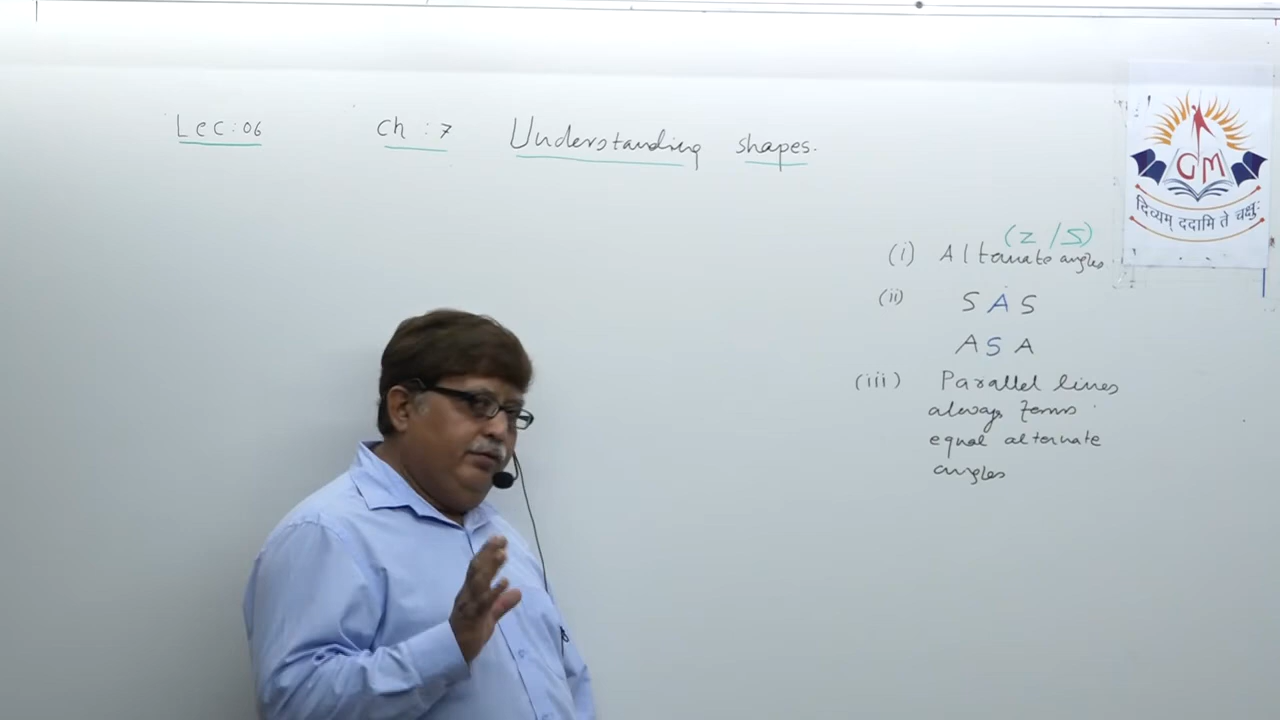 Lec:06 Ch:7 Understanding shapes.
GM
दिव्यम् ददामि ते चक्षुः
(Z/S)
(i) Alternate angles
(ii) SAS
ASA
(iii) Parallel lines
always forms
equal alternate
angles